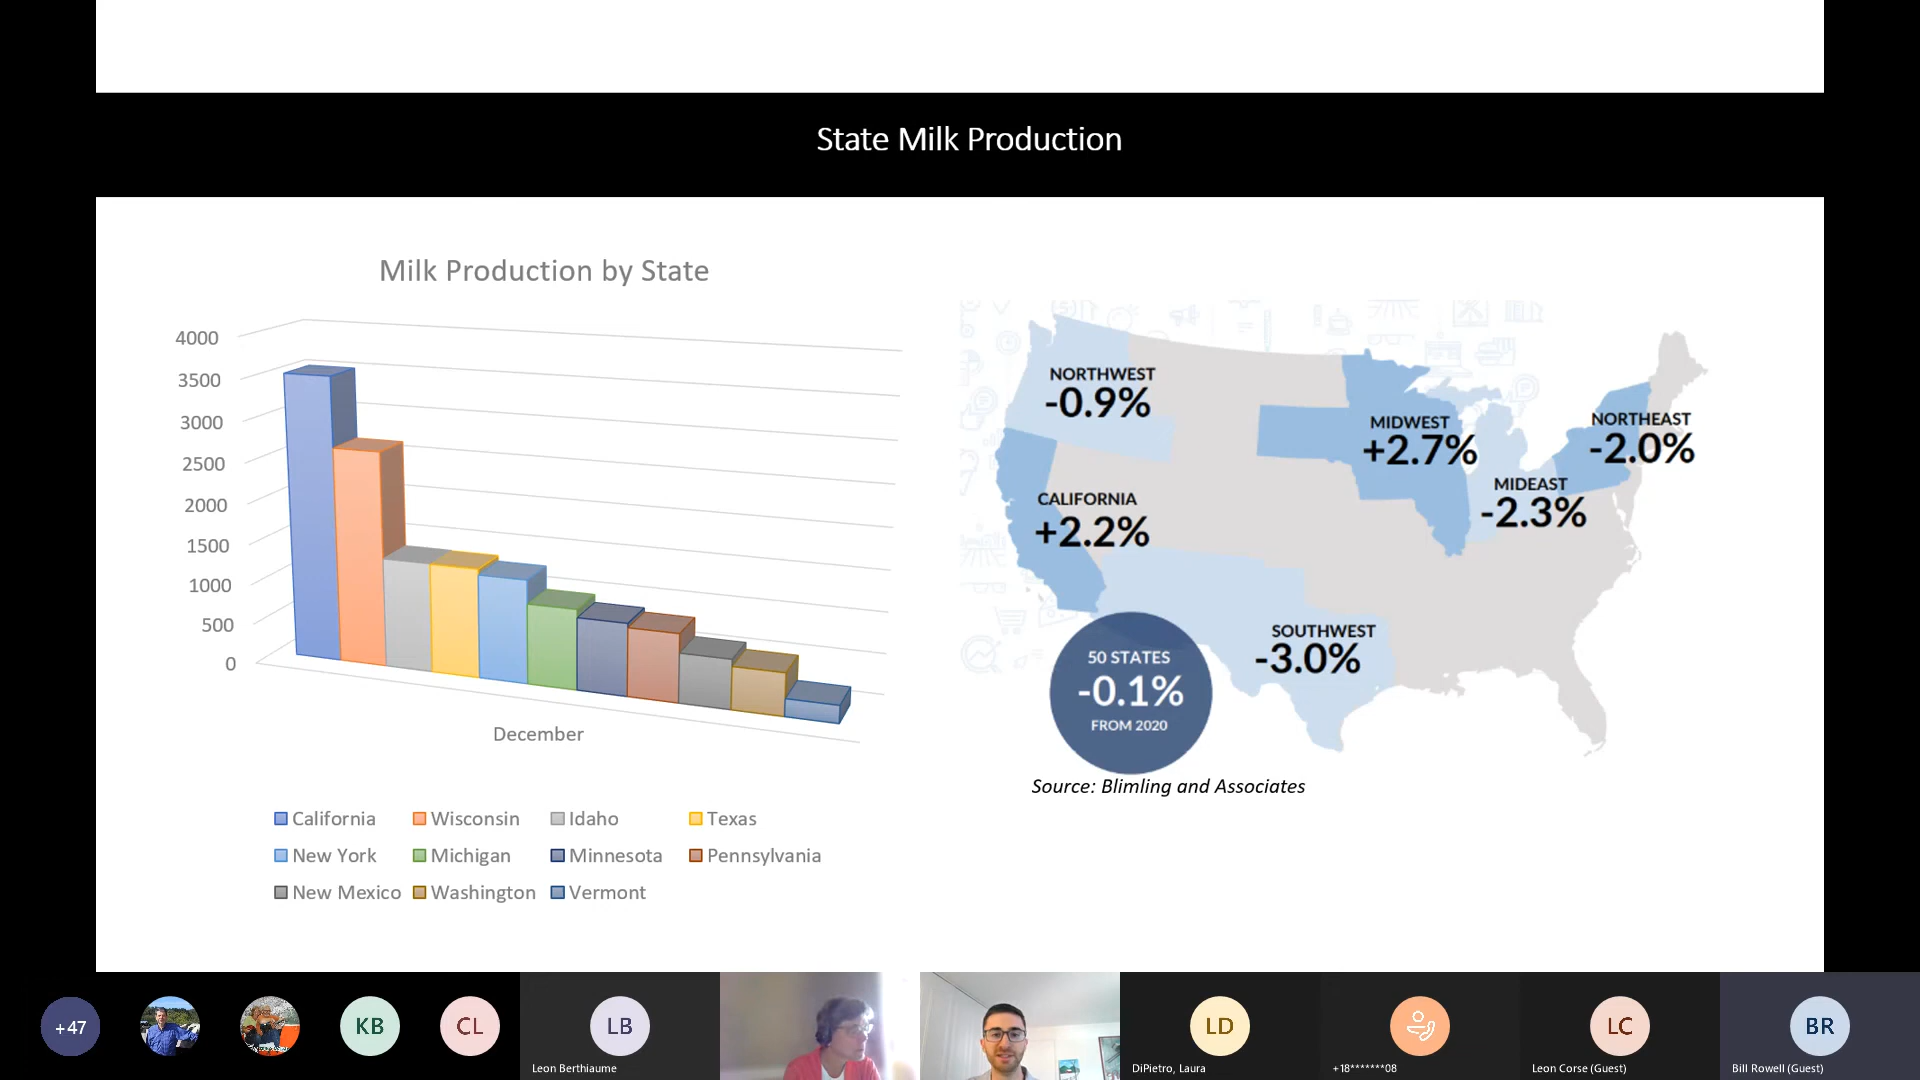 State Milk Production
Milk Production by State
4000
3500
3000
2500
2000
1500
1000
500
0
December
California
Wisconsin
Idaho
Texas
New York
Michigan
Minnesota
Pennsylvania
New Mexico
Washington
Vermont
NORTHWEST
-0.9%
CALIFORNIA
+2.2%
MIDWEST
+2.7%
NORTHEAST
-2.0%
MIDEAST
-2.3%
SOUTHWEST
-3.0%
50 STATES
-0.1%
FROM 2020
Source: Blimling and Associates
+47
KB
CL
LB
Leon Berthiaume
LD
DiPietro, Laura
+18*******08
LC
Leon Corse (Guest)
BR
Bill Rowell (Guest)